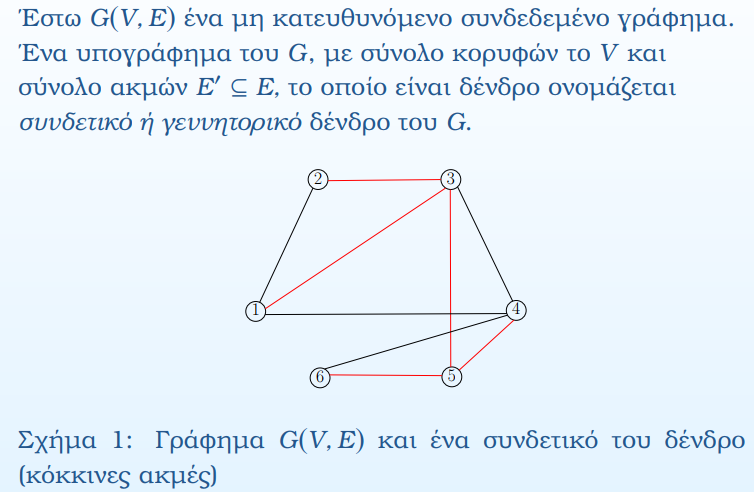 Έστω G(V, E) ένα μη κατευθυνόμενο συνδεδεμένο γράφημα.
Ένα υπογράφημα του G, με σύνολο κορυφών το V και
σύνολο ακμών E′ ⊆ E, το οποίο είναι δένδρο ονομάζεται
συνδετικό ή γεννητορικό δένδρο του G.
2 3
1 4
6 5
Σχήμα 1: Γράφημα G(V, E) και ένα συνδετικό του δένδρο
(κόκκινες ακμές)